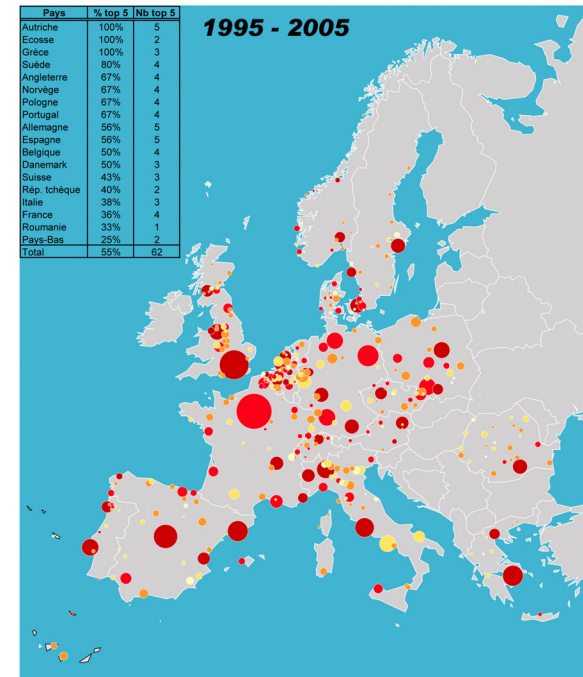 Pays % top 5 Nb top 5
Autriche 100% 5
Ecosse 100% 2
Grèce 100% 3
Suède 80% 4
Angleterre 67% 4
Norvège 67% 4
Pologne 67% 4
Portugal 67% 4
Allemagne 56% 5
Espagne 56% 5
Belgique 50% 4
Danemark 50% 3
Suisse 43% 3
Rép. tchèque 40% 2
Italie 38% 3
France 36% 4
Roumanie 33% 1
Pays-Bas 25% 2
Total 55% 62
1995 - 2005